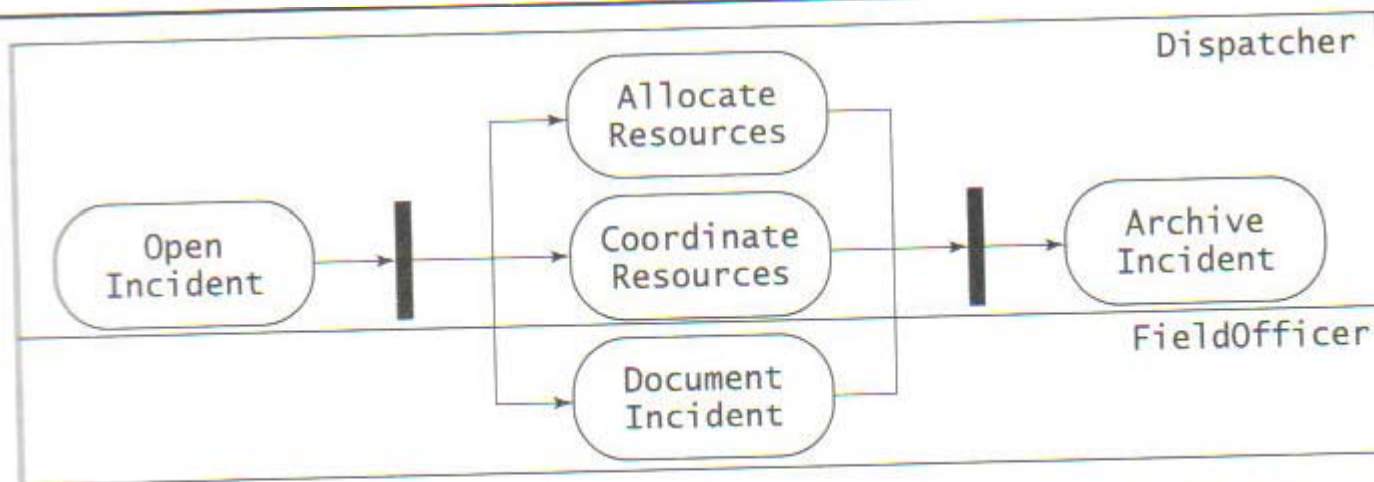 Dispatcher
Allocate
Resources
Open
Incident
Coordinate
Resources
Archive
Incident
FieldOfficer
Document
Incident